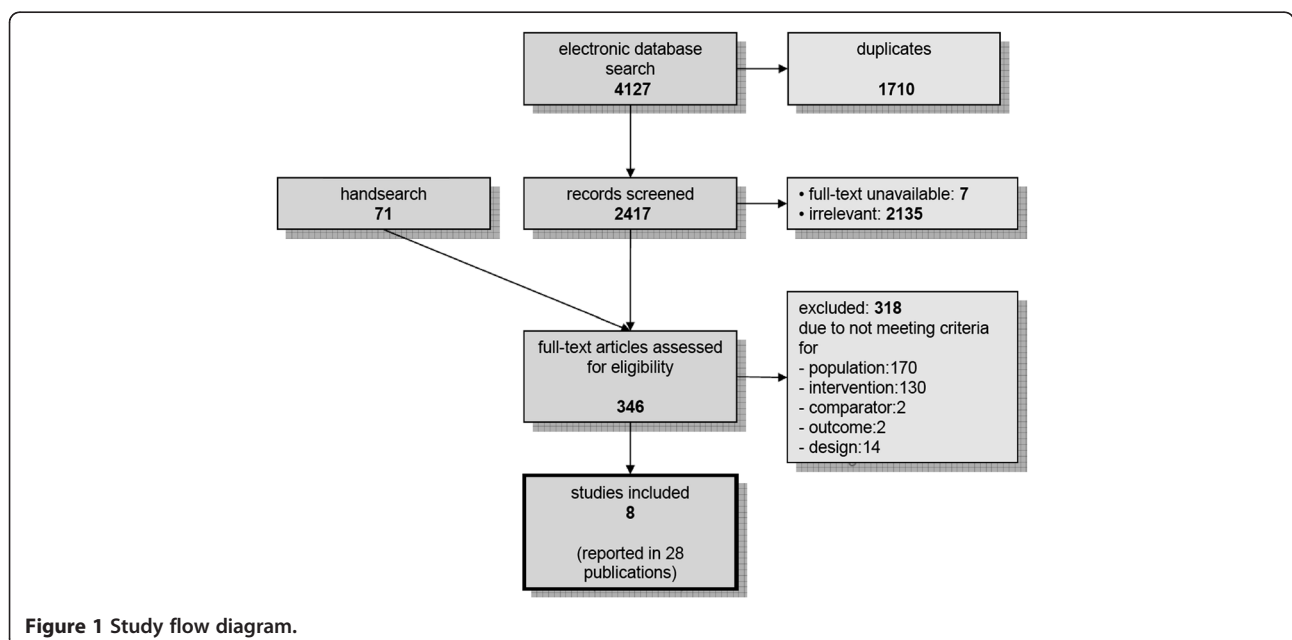 electronic database
search
4127
duplicates
1710
handsearch
71
records screened
2417
• full-text unavailable: 7
• irrelevant: 2135
full-text articles assessed
for eligibility
346
excluded: 318
due to not meeting criteria
for
- population:170
- intervention:130
- comparator:2
- outcome:2
- design:14
studies included
8
(reported in 28
publications)
Figure 1 Study flow diagram.